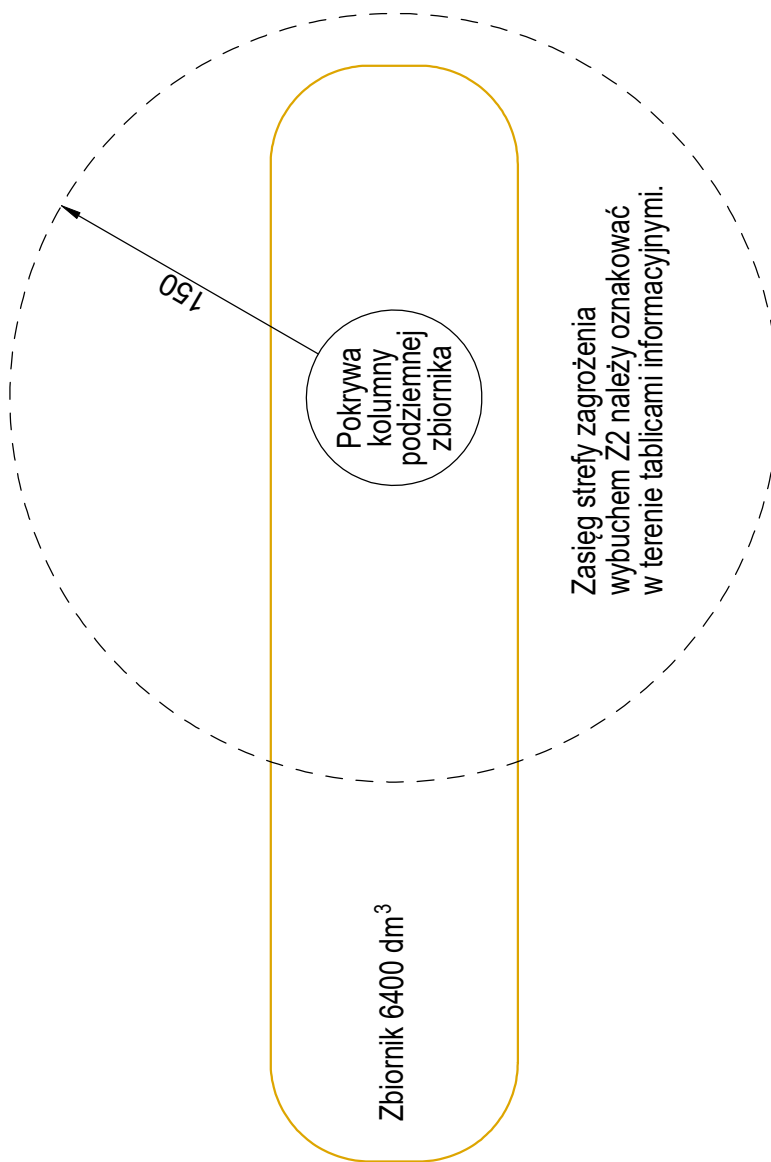 150
Pokrywa
kolumny
podziemnej
zbiornika
Zasięg strefy zagrożenia
wybuchem Z2 należy oznakować
w terenie tablicami informacyjnymi.
Zbiornik 6400 dm³